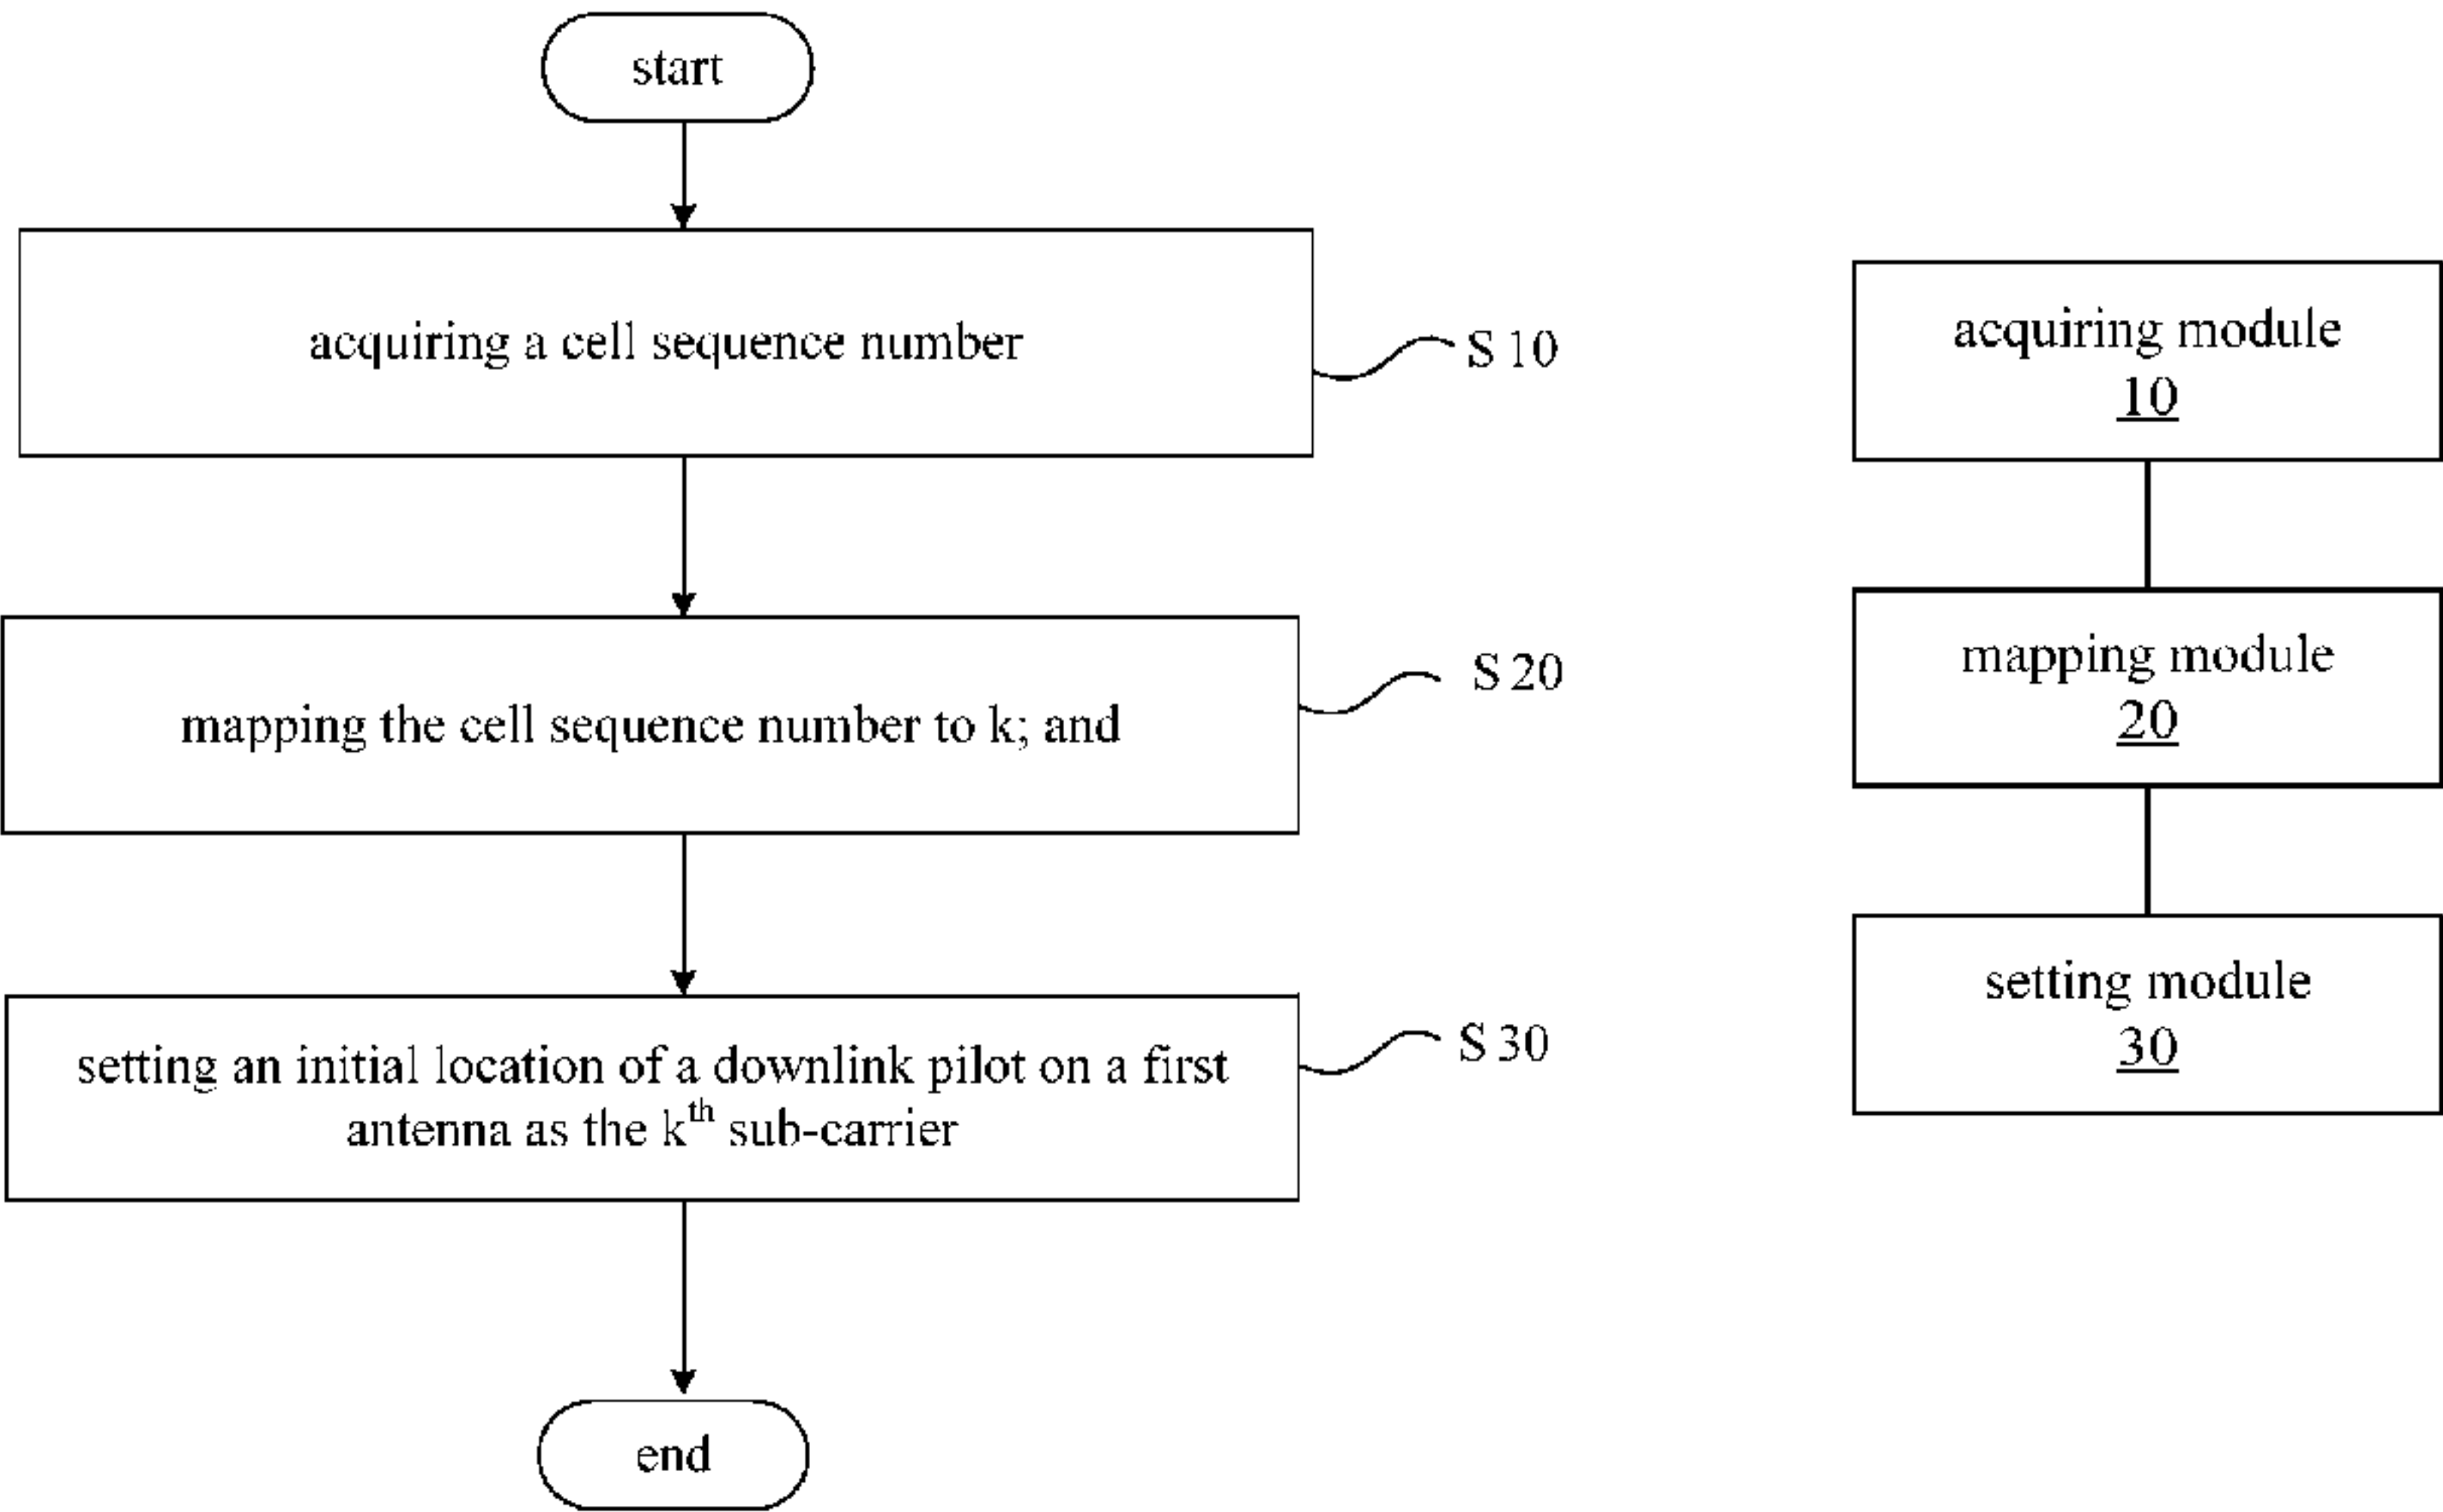 start
acquiring a cell sequence number
S 10
mapping the cell sequence number to k; and
S 20
setting an initial location of a downlink pilot on a first
antenna as the kth sub-carrier
S 30
end
acquiring module
10
mapping module
20
setting module
30